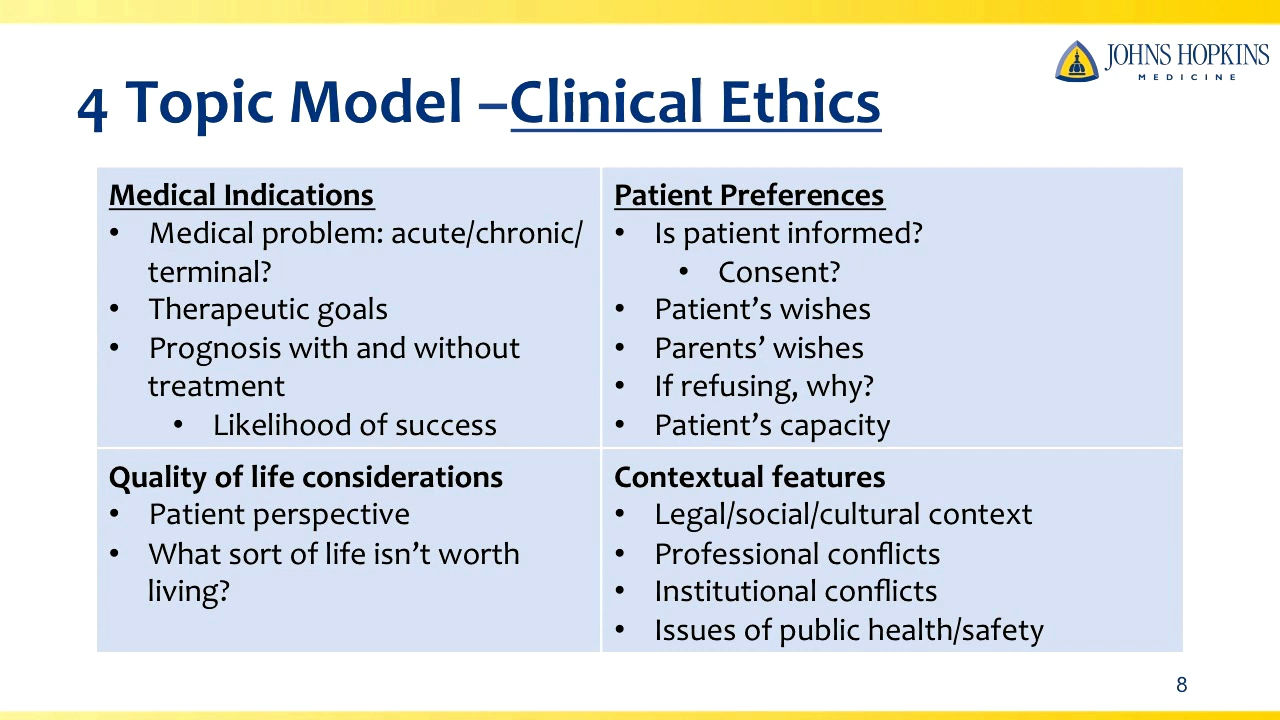 JOHNS HOPKINS
MEDICINE
4 Topic Model –Clinical Ethics
Medical Indications
• Medical problem: acute/chronic/
terminal?
• Therapeutic goals
• Prognosis with and without
treatment
• Likelihood of success
Patient Preferences
• Is patient informed?
• Consent?
• Patient’s wishes
• Parents’ wishes
• If refusing, why?
• Patient’s capacity
Quality of life considerations
• Patient perspective
• What sort of life isn’t worth
living?
Contextual features
• Legal/social/cultural context
• Professional conflicts
• Institutional conflicts
• Issues of public health/safety
8